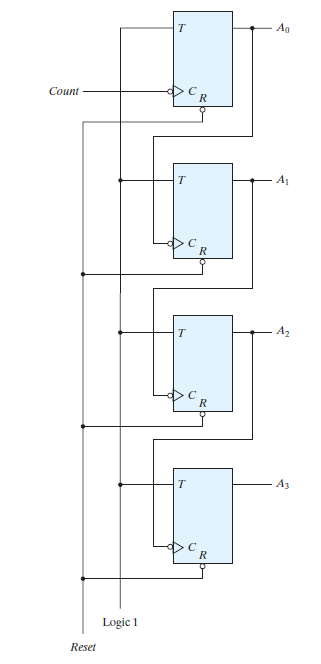 T A₀
Count C
R
T A₁
C
R
T A₂
C
R
T A₃
C
R
Logic 1
Reset